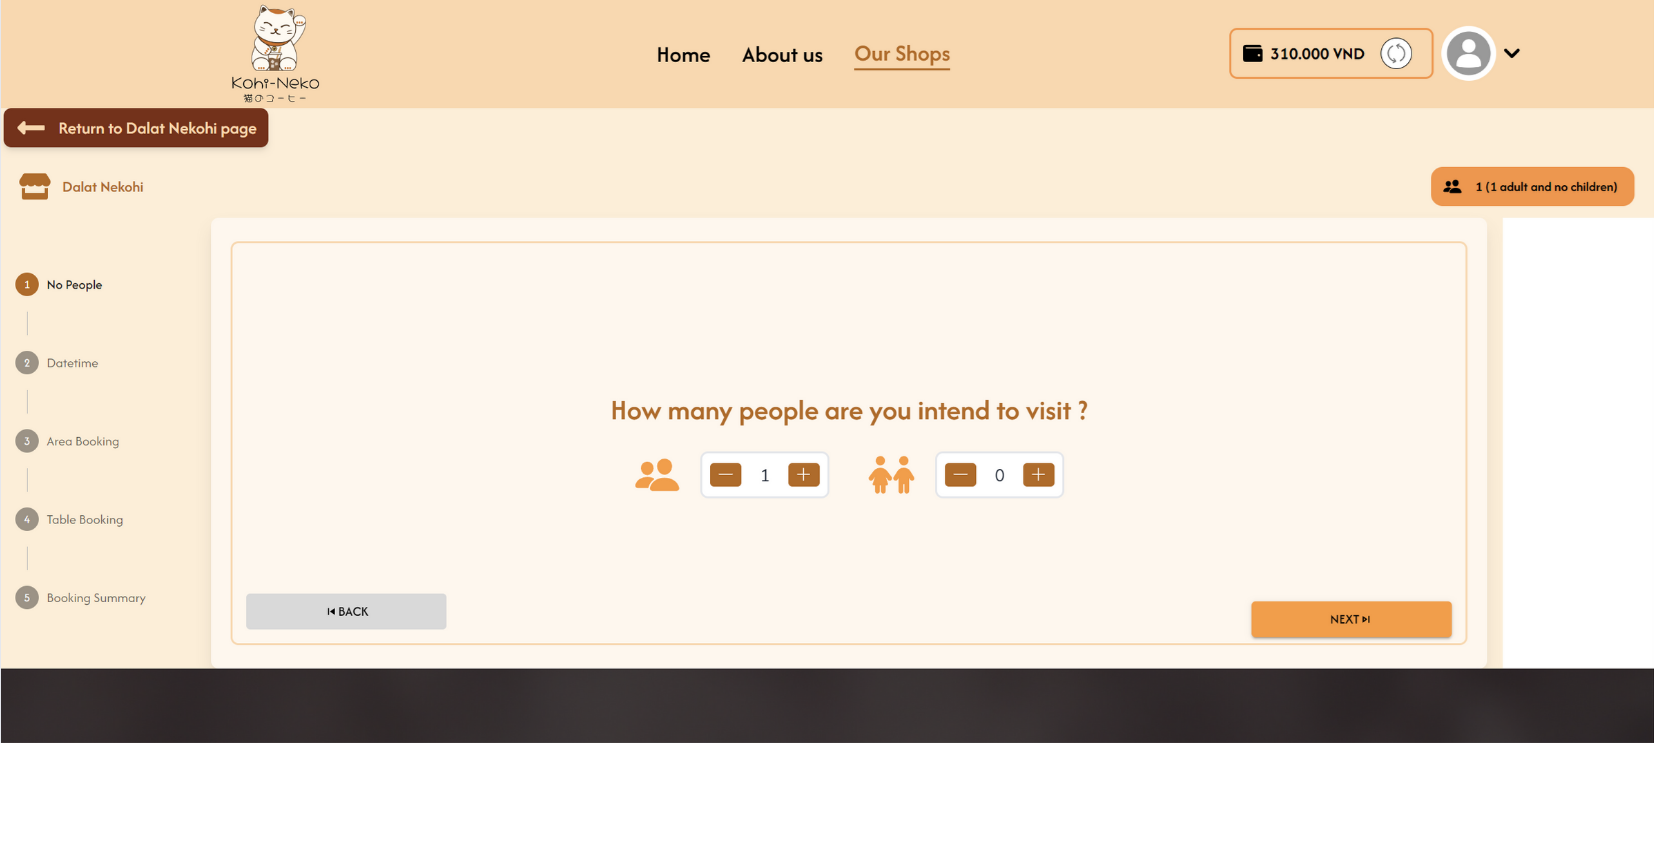 Kohi-Neko
猫のコーヒー
Home
About us
Our Shops
310.000 VND
Return to Dalat Nekohi page
Dalat Nekohi
1 (1 adult and no children)
1 No People
2 Datetime
3 Area Booking
4 Table Booking
5 Booking Summary
How many people are you intend to visit ?
1
0
BACK
NEXT